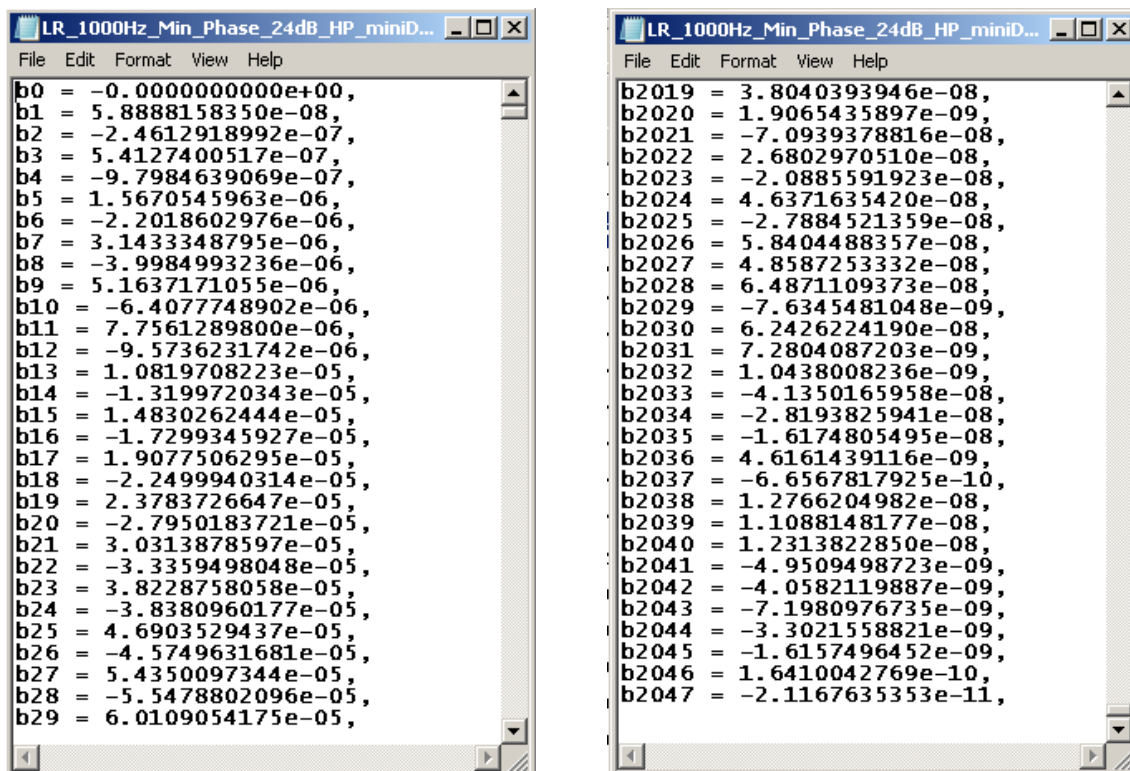 LR_1000Hz_Min_Phase_24dB_HP_miniD...
File Edit Format View Help
b0 = -0.0000000000e+00,
b1 = 5.8888158350e-08,
b2 = -2.4612918992e-07,
b3 = 5.4127400517e-07,
b4 = -9.7984639069e-07,
b5 = 1.5670545963e-06,
b6 = -2.2018602976e-06,
b7 = 3.1433348795e-06,
b8 = -3.9984993236e-06,
b9 = 5.1637171055e-06,
b10 = -6.4077748902e-06,
b11 = 7.7561289800e-06,
b12 = -9.5736231742e-06,
b13 = 1.0819708223e-05,
b14 = -1.3199720343e-05,
b15 = 1.4830262444e-05,
b16 = -1.7299345927e-05,
b17 = 1.9077506295e-05,
b18 = -2.2499940314e-05,
b19 = 2.3783726647e-05,
b20 = -2.7950183721e-05,
b21 = 3.0313878597e-05,
b22 = -3.3359498048e-05,
b23 = 3.8228758058e-05,
b24 = -3.8380960177e-05,
b25 = 4.6903529437e-05,
b26 = -4.5749631681e-05,
b27 = 5.4350097344e-05,
b28 = -5.5478802096e-05,
b29 = 6.0109054175e-05,
LR_1000Hz_Min_Phase_24dB_HP_miniD...
File Edit Format View Help
b2019 = 3.8040393946e-08,
b2020 = 1.9065435897e-09,
b2021 = -7.0939378816e-08,
b2022 = 2.6802970510e-08,
b2023 = -2.0885591923e-08,
b2024 = 4.6371635420e-08,
b2025 = -2.7884521359e-08,
b2026 = 5.8404488357e-08,
b2027 = 4.8587253332e-08,
b2028 = 6.4871109373e-08,
b2029 = -7.6345481048e-09,
b2030 = 6.2426224190e-08,
b2031 = 7.2804087203e-09,
b2032 = 1.0438008236e-09,
b2033 = -4.1350165958e-08,
b2034 = -2.8193825941e-08,
b2035 = -1.6174805495e-08,
b2036 = 4.6161439116e-09,
b2037 = -6.6567817925e-10,
b2038 = 1.2766204982e-08,
b2039 = 1.1088148177e-08,
b2040 = 1.2313822850e-08,
b2041 = -4.9509498723e-09,
b2042 = -4.0582119887e-09,
b2043 = -7.1980976735e-09,
b2044 = -3.3021558821e-09,
b2045 = -1.6157496452e-09,
b2046 = 1.6410042769e-10,
b2047 = -2.1167635353e-11,